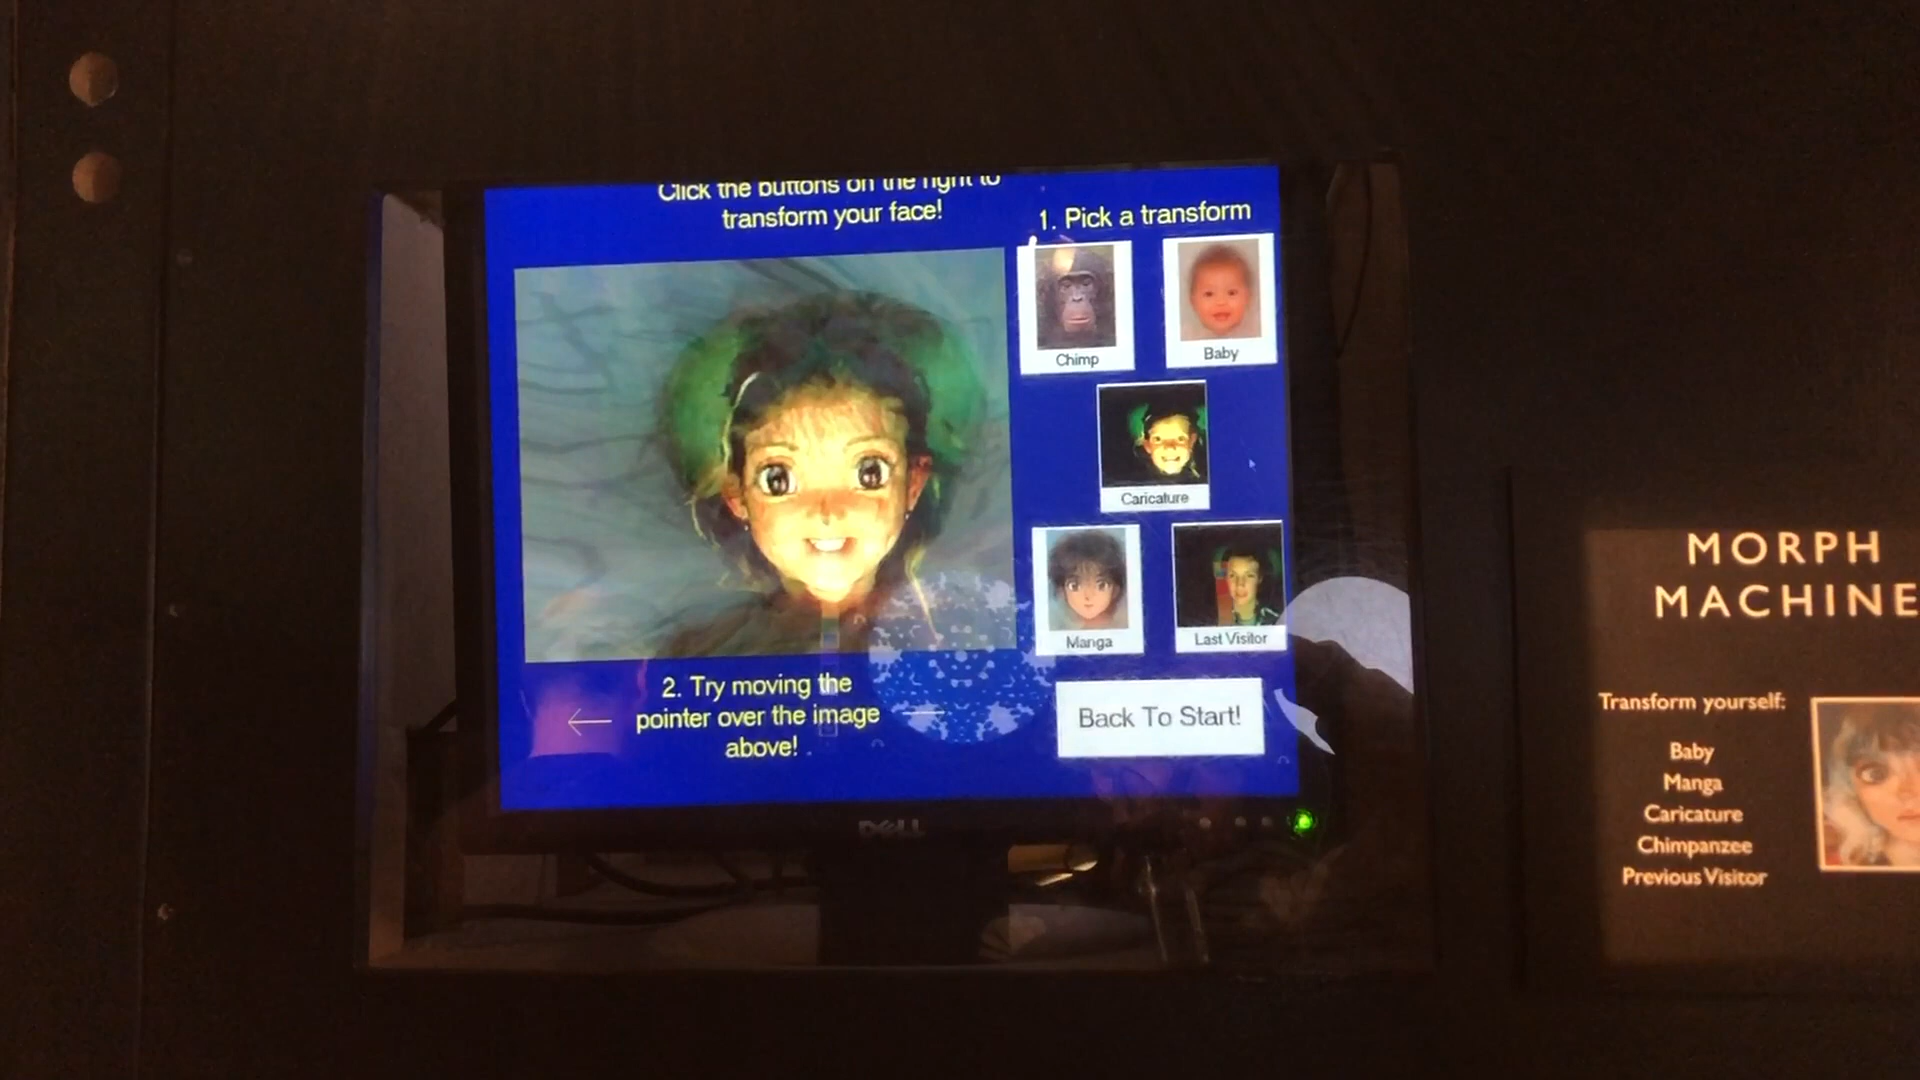 Click the buttons on the right to
transform your face!
1. Pick a transform
Chimp
Baby
Caricature
Manga
Last Visitor
2. Try moving the
pointer over the image
above!
Back To Start!
DELL
MORPH
MACHINE
Transform yourself:
Baby
Manga
Caricature
Chimpanzee
Previous Visitor